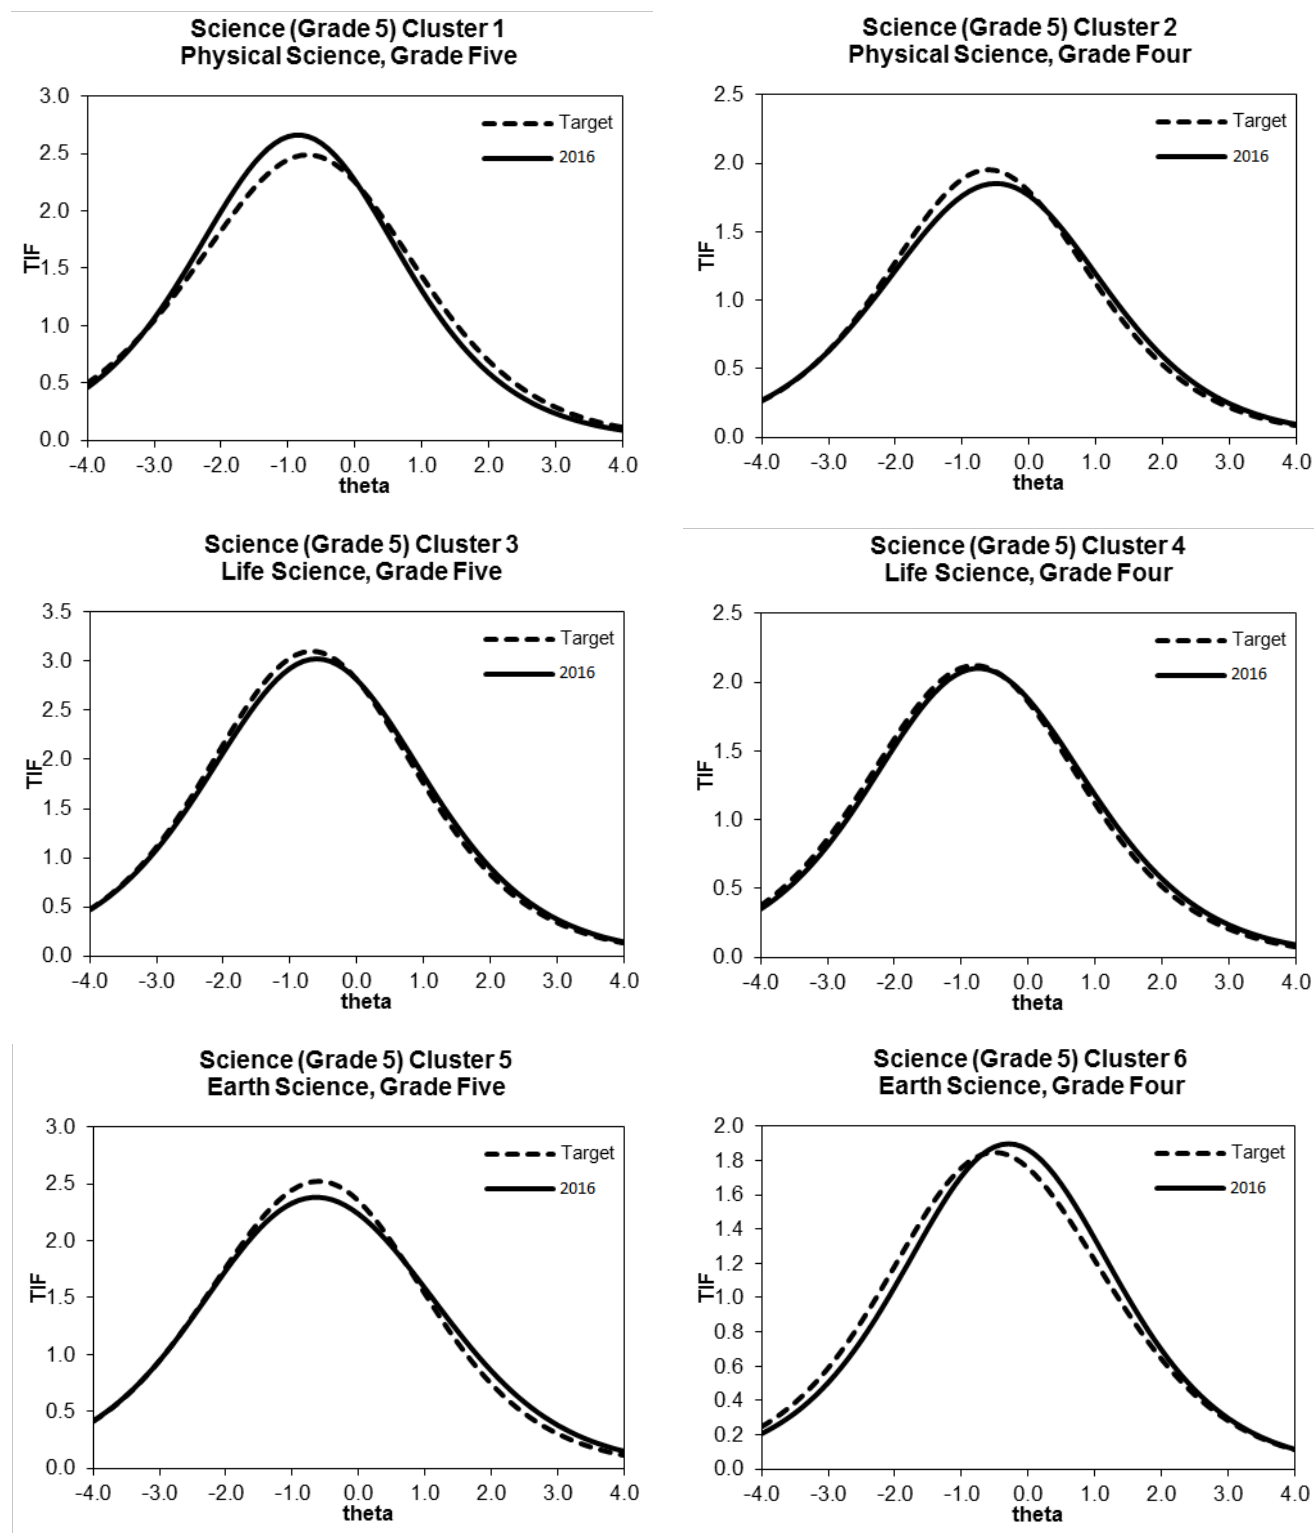 Science (Grade 5) Cluster 1
Physical Science, Grade Five
3.0
2.5
2.0
1.5
1.0
0.5
0.0
TIF
Target
2016
-4.0 -3.0 -2.0 -1.0 0.0 1.0 2.0 3.0 4.0
theta
Science (Grade 5) Cluster 2
Physical Science, Grade Four
2.5
2.0
1.5
1.0
0.5
0.0
TIF
Target
2016
-4.0 -3.0 -2.0 -1.0 0.0 1.0 2.0 3.0 4.0
theta
Science (Grade 5) Cluster 3
Life Science, Grade Five
3.5
3.0
2.5
2.0
1.5
1.0
0.5
0.0
TIF
Target
2016
-4.0 -3.0 -2.0 -1.0 0.0 1.0 2.0 3.0 4.0
theta
Science (Grade 5) Cluster 4
Life Science, Grade Four
2.5
2.0
1.5
1.0
0.5
0.0
TIF
Target
2016
-4.0 -3.0 -2.0 -1.0 0.0 1.0 2.0 3.0 4.0
theta
Science (Grade 5) Cluster 5
Earth Science, Grade Five
3.0
2.5
2.0
1.5
1.0
0.5
0.0
TIF
Target
2016
-4.0 -3.0 -2.0 -1.0 0.0 1.0 2.0 3.0 4.0
theta
Science (Grade 5) Cluster 6
Earth Science, Grade Four
2.0
1.8
1.6
1.4
1.2
1.0
0.8
0.6
0.4
0.2
0.0
TIF
Target
2016
-4.0 -3.0 -2.0 -1.0 0.0 1.0 2.0 3.0 4.0
theta